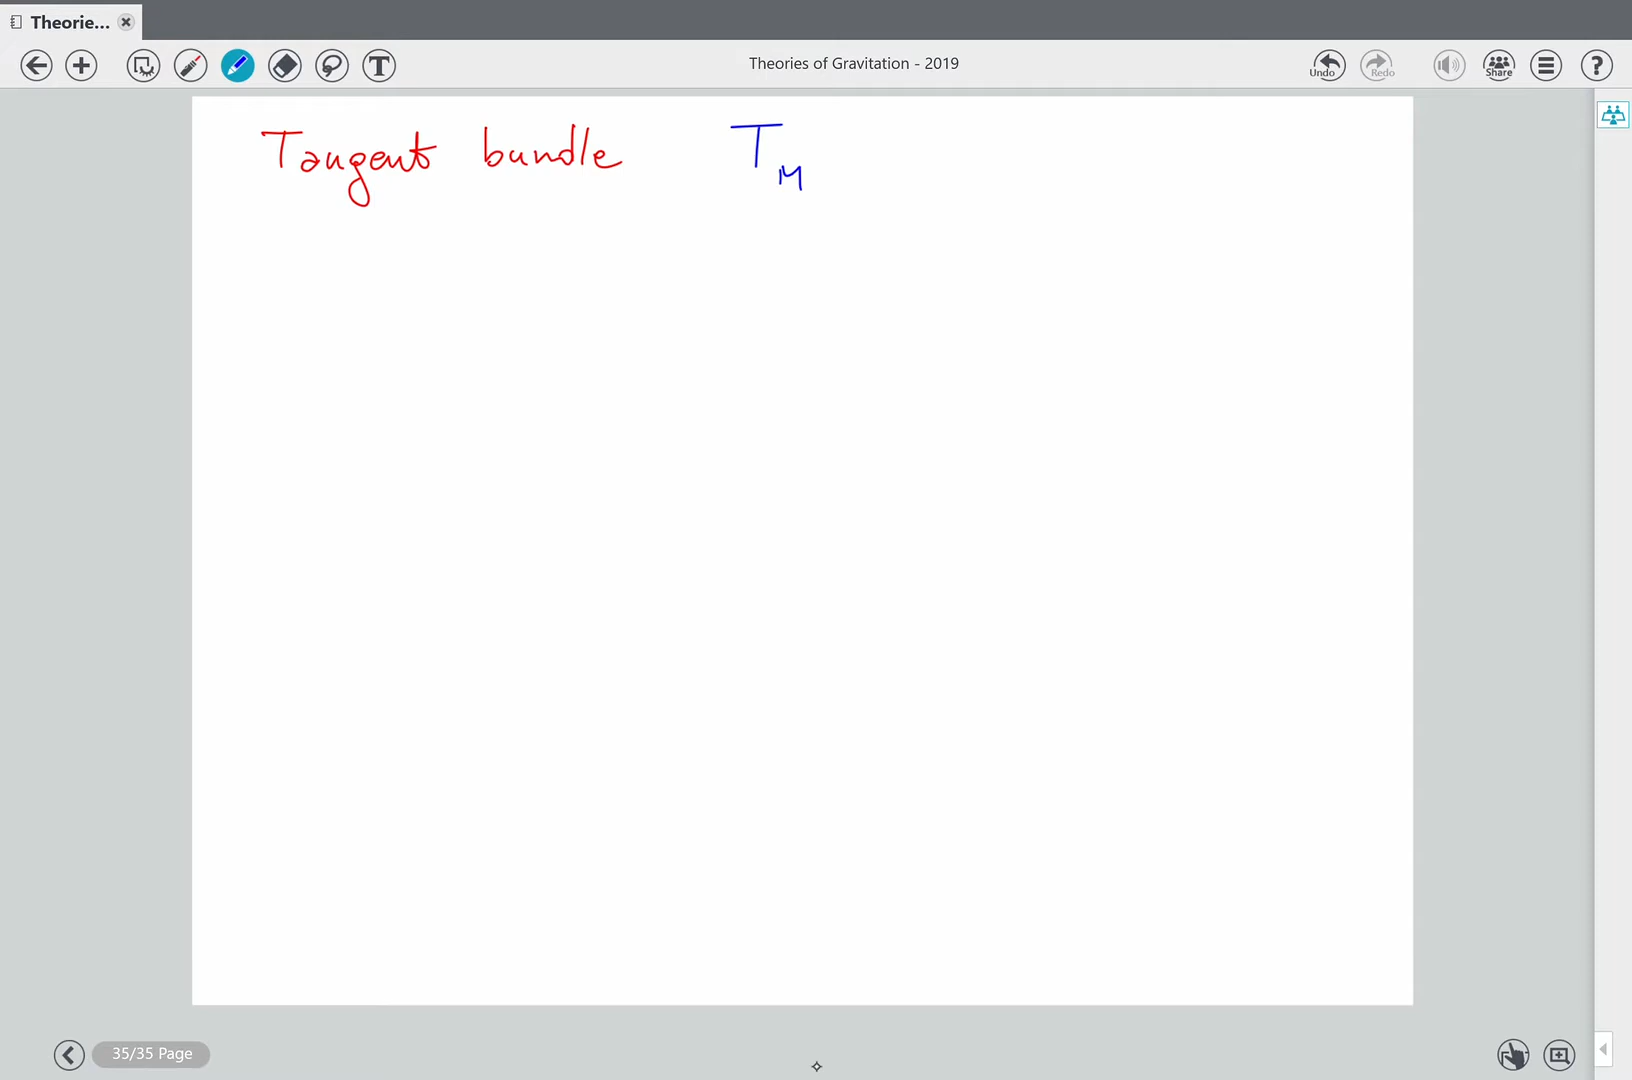 Theorie...
Theories of Gravitation - 2019
Undo
Redo
Share
T
?
Tangent bundle T_M
35/35 Page